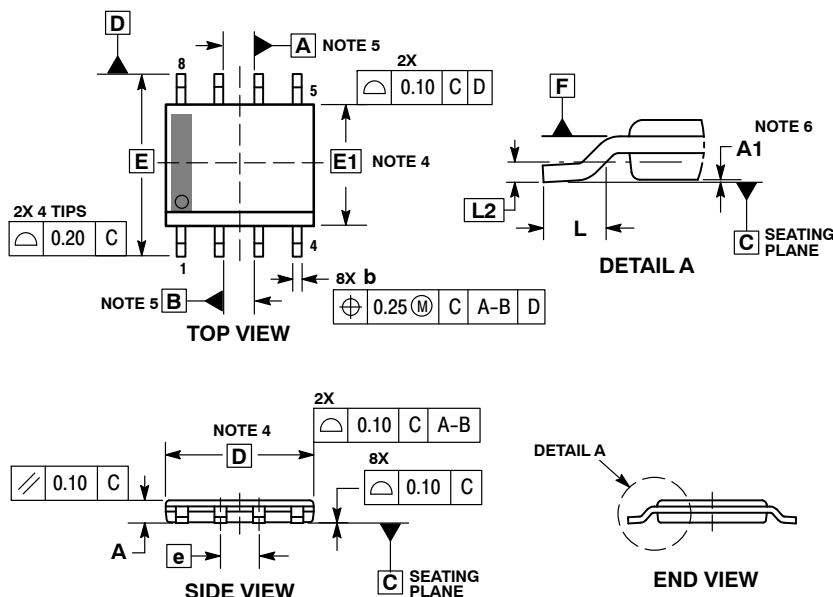 D
8
A NOTE 5
2X
0.10 C D
5
E
E1 NOTE 4
2X 4 TIPS
0.20 C
1
4
8X b
NOTE 5 B
0.25 M C A-B D
TOP VIEW
F
NOTE 6
A1
L2
L
C SEATING PLANE
DETAIL A
2X
0.10 C A-B
NOTE 4
D
8X
0.10 C
0.10 C
A
e
C SEATING PLANE
SIDE VIEW
DETAIL A
END VIEW